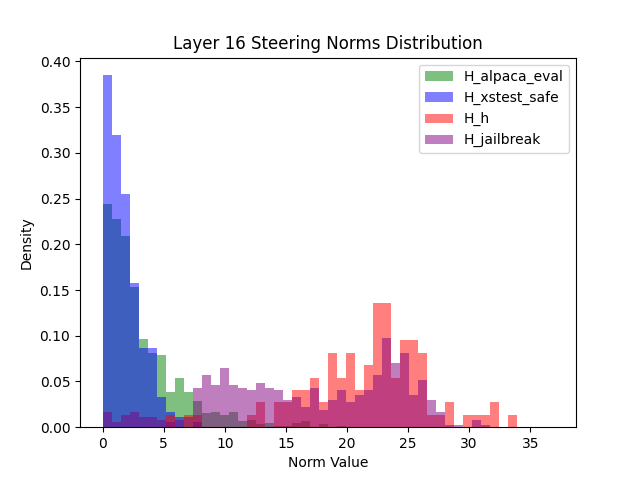 Layer 16 Steering Norms Distribution
H_alpaca_eval
H_xstest_safe
H_h
H_jailbreak
0.40
0.35
0.30
0.25
0.20
0.15
0.10
0.05
0.00
Density
0 5 10 15 20 25 30 35
Norm Value